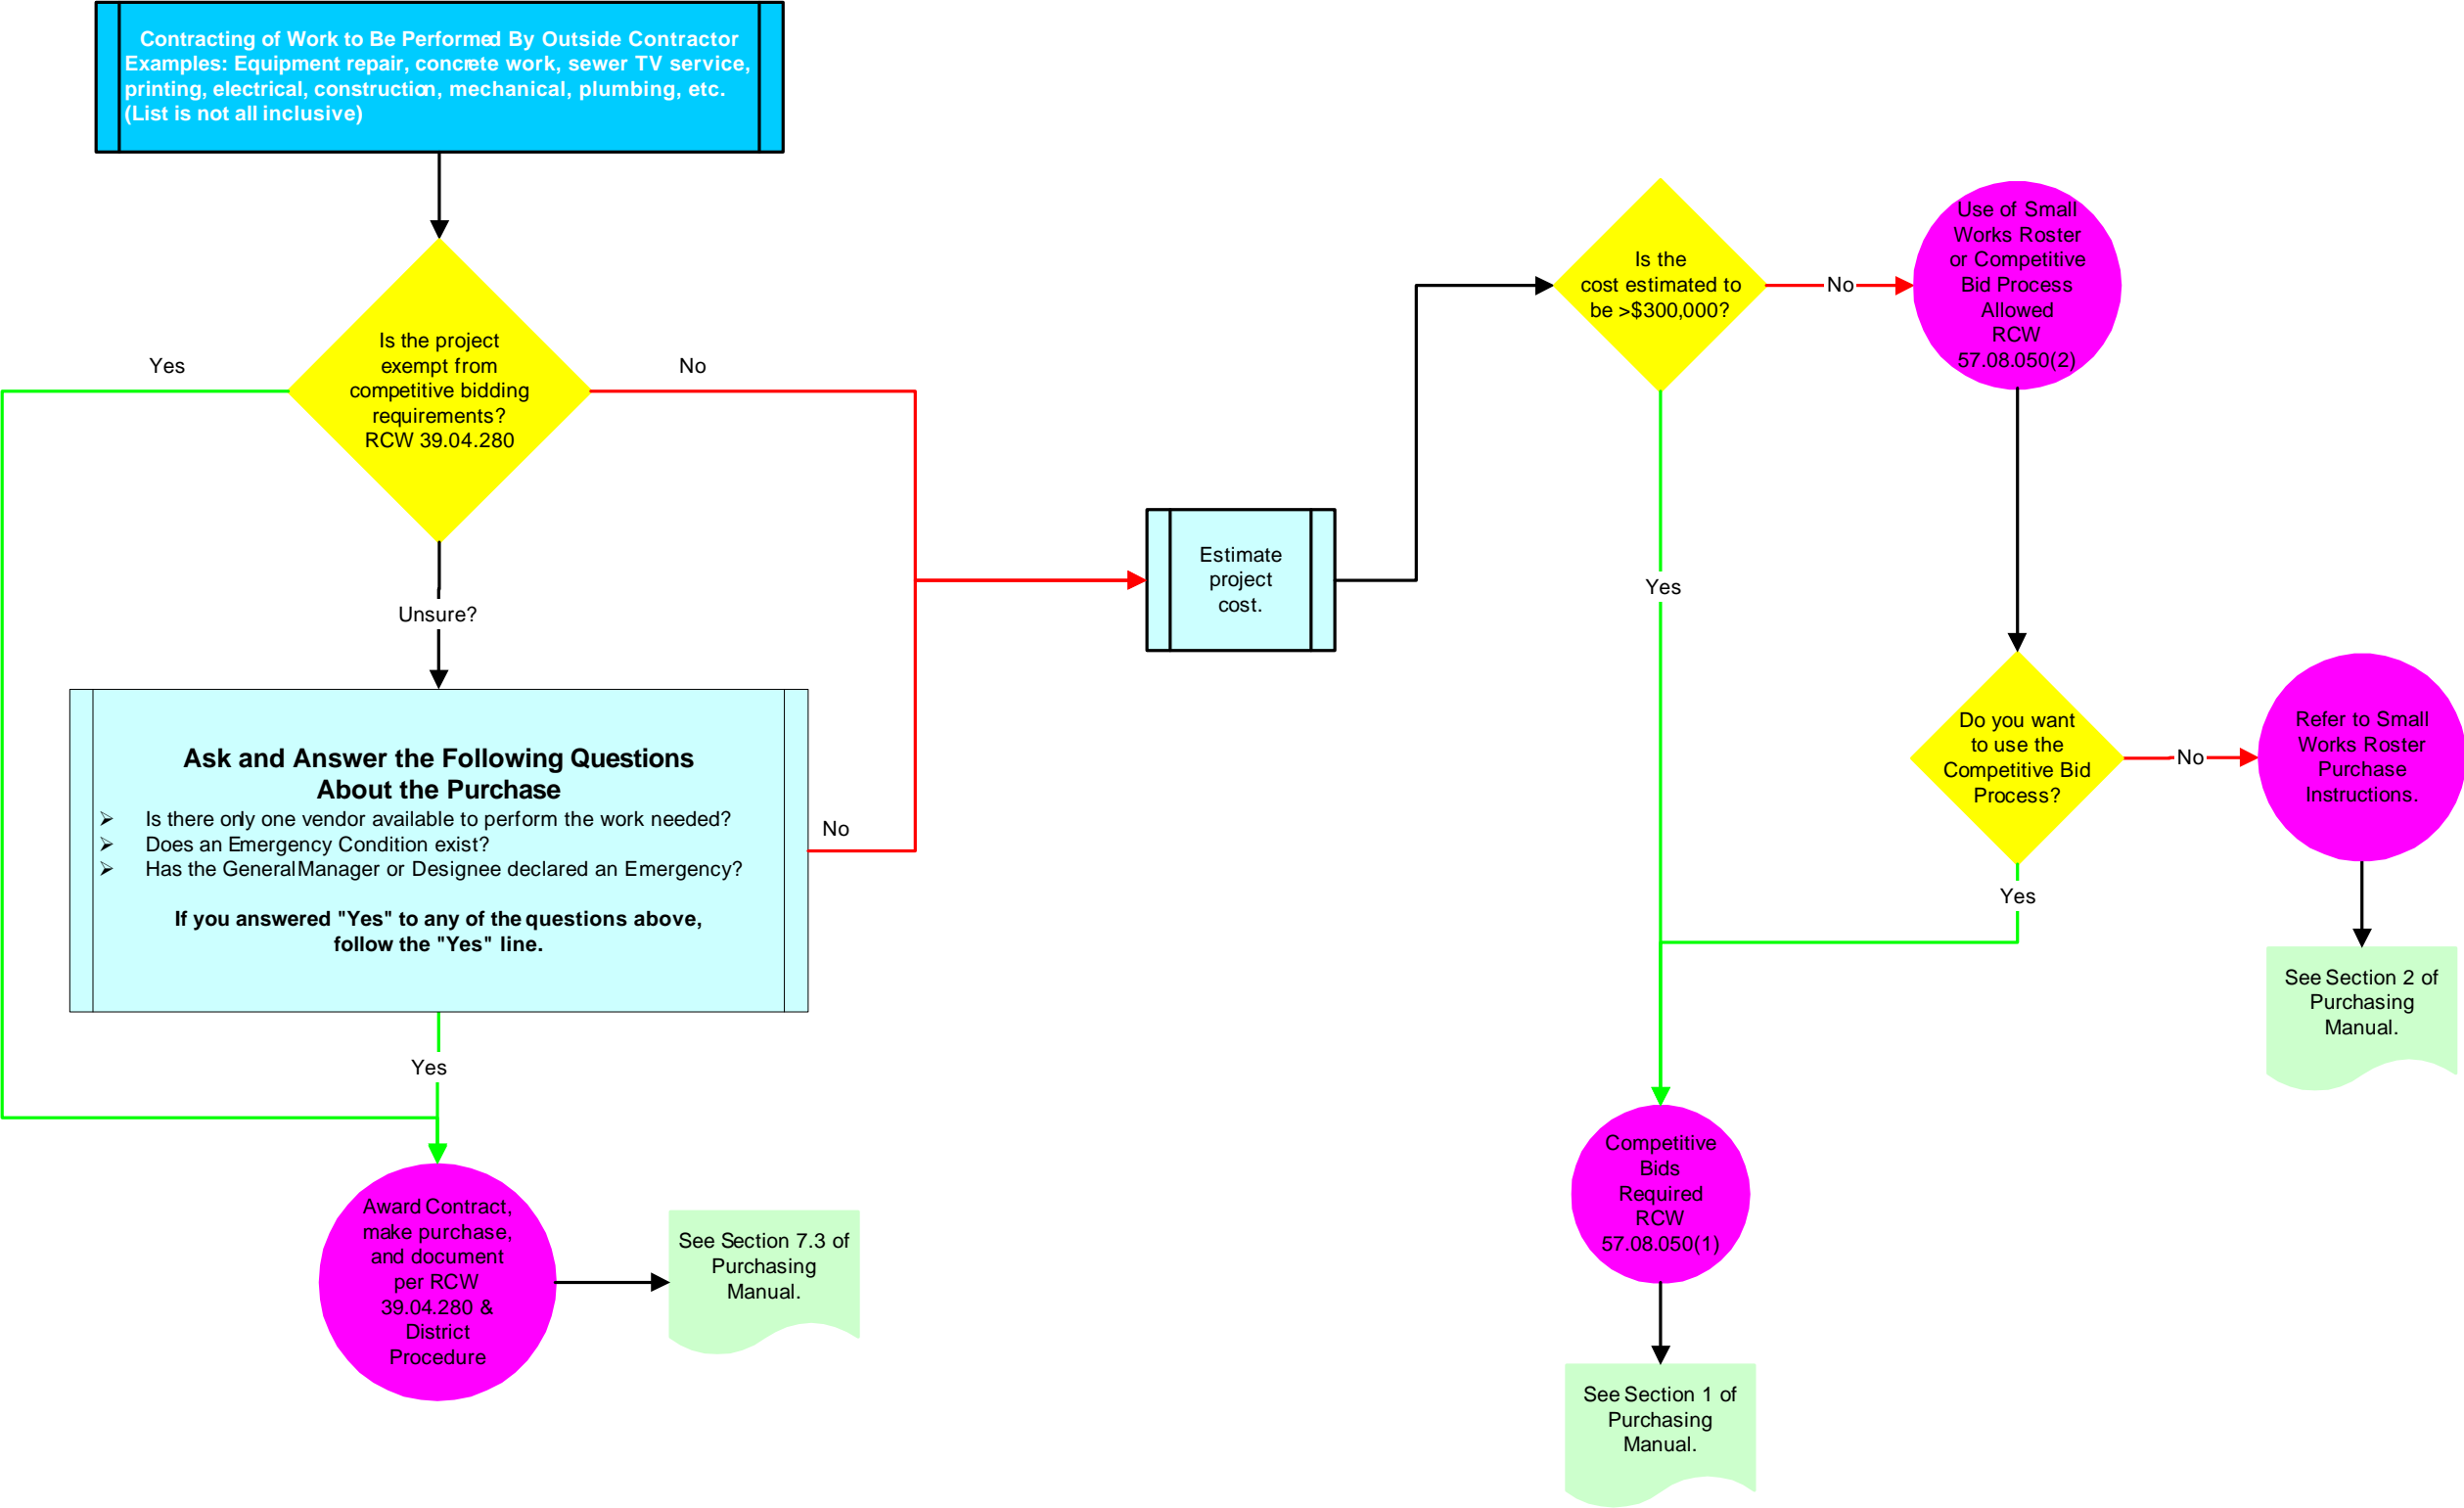 Contracting of Work to Be Performed By Outside Contractor
Examples: Equipment repair, concrete work, sewer TV service,
printing, electrical, construction, mechanical, plumbing, etc.
(List is not all inclusive)
Is the project
exempt from
competitive bidding
requirements?
RCW 39.04.280
Yes
No
Unsure?
Ask and Answer the Following Questions
About the Purchase
➢ Is there only one vendor available to perform the work needed?
➢ Does an Emergency Condition exist?
➢ Has the General Manager or Designee declared an Emergency?
If you answered "Yes" to any of the questions above,
follow the "Yes" line.
No
Yes
Award Contract,
make purchase,
and document
per RCW
39.04.280 &
District
Procedure
See Section 7.3 of
Purchasing
Manual.
Estimate
project
cost.
Is the
cost estimated to
be >$300,000?
No
Yes
Use of Small
Works Roster
or Competitive
Bid Process
Allowed
RCW
57.08.050(2)
Do you want
to use the
Competitive Bid
Process?
No
Yes
Refer to Small
Works Roster
Purchase
Instructions.
See Section 2 of
Purchasing
Manual.
Competitive
Bids
Required
RCW
57.08.050(1)
See Section 1 of
Purchasing
Manual.